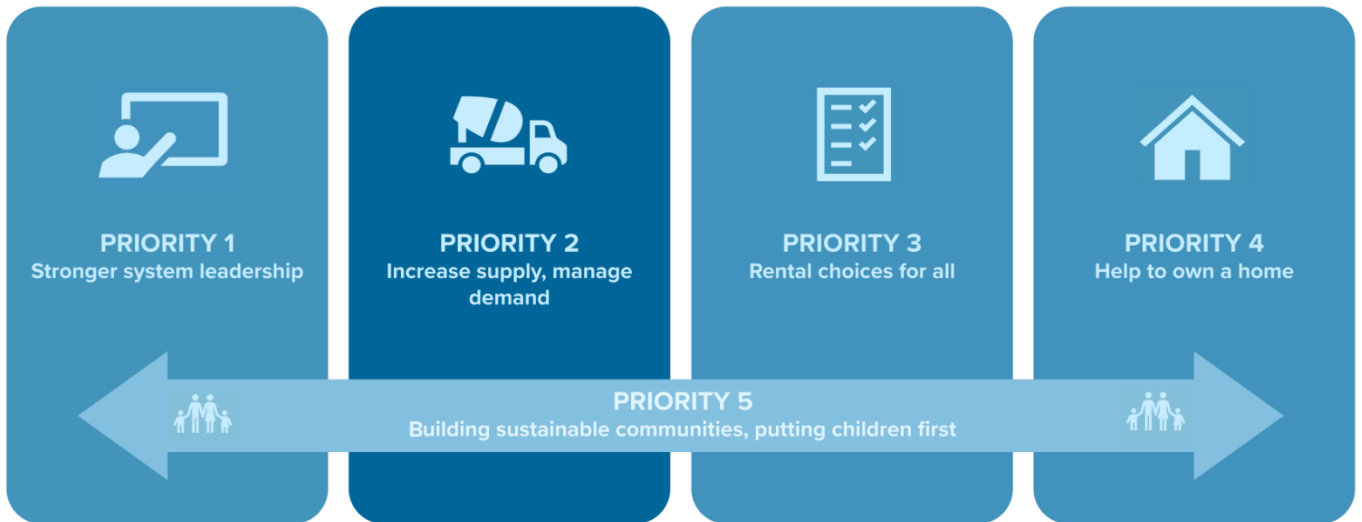 PRIORITY 1
Stronger system leadership
PRIORITY 2
Increase supply, manage
demand
PRIORITY 3
Rental choices for all
PRIORITY 4
Help to own a home
PRIORITY 5
Building sustainable communities, putting children first